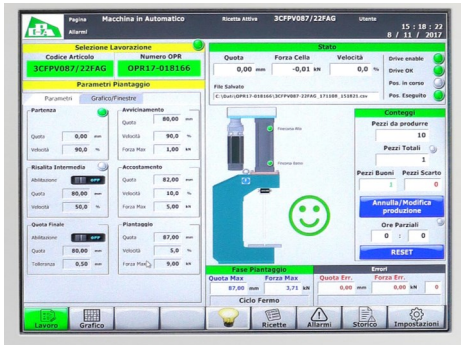 Pagina Macchina in Automatico
Ricetta Attiva 3CFPV087/22FAG
Utente
Allarmi
15 : 18 : 22
8 / 11 / 2017
Selezione Lavorazione
Codice Articolo Numero OPR
3CFPV087/22FAG OPR17-018166
Parametri Piantaggio
Parametri Grafico/Finestre
Partenza
Quota 0,00 mm
Velocità 90,0 %
Avvicinamento
Quota 80,00 mm
Velocità 90,0 %
Forza Max 1,00 kN
Risalita Intermedia
Abilitazione OFF
Quota 80,00 mm
Velocità 50,0 %
Accostamento
Quota 82,00 mm
Velocità 10,0 %
Forza Max 5,00 kN
Quota Finale
Abilitazione OFF
Quota 80,00 mm
Tolleranza 0,50 mm
Piantaggio
Quota 87,00 mm
Velocità 5,0 %
Forza Max 9,00 kN
Stato
Quota Forza Cella Velocità
0,00 mm -0,01 kN 0,0 %
Drive enable
Drive OK
Pos. in corso
Pos. Eseguito
File Salvato
Finecorsa Alto
Finecorsa Basso
Conteggi
Pezzi da produrre
10
Pezzi Totali
1
Pezzi Buoni Pezzi Scarto
1 0
Annulla/Modifica
produzione
Ore Parziali
0 : 0
RESET
Fase Piantaggio
Quota Max Forza Max
87,00 mm 3,71 kN
Ciclo Fermo
Errori
Quota Err. Forza Err.
0,00 mm 0,00 kN 0
Lavoro
Grafico
Ricette
Allarmi
Storico
Impostazioni